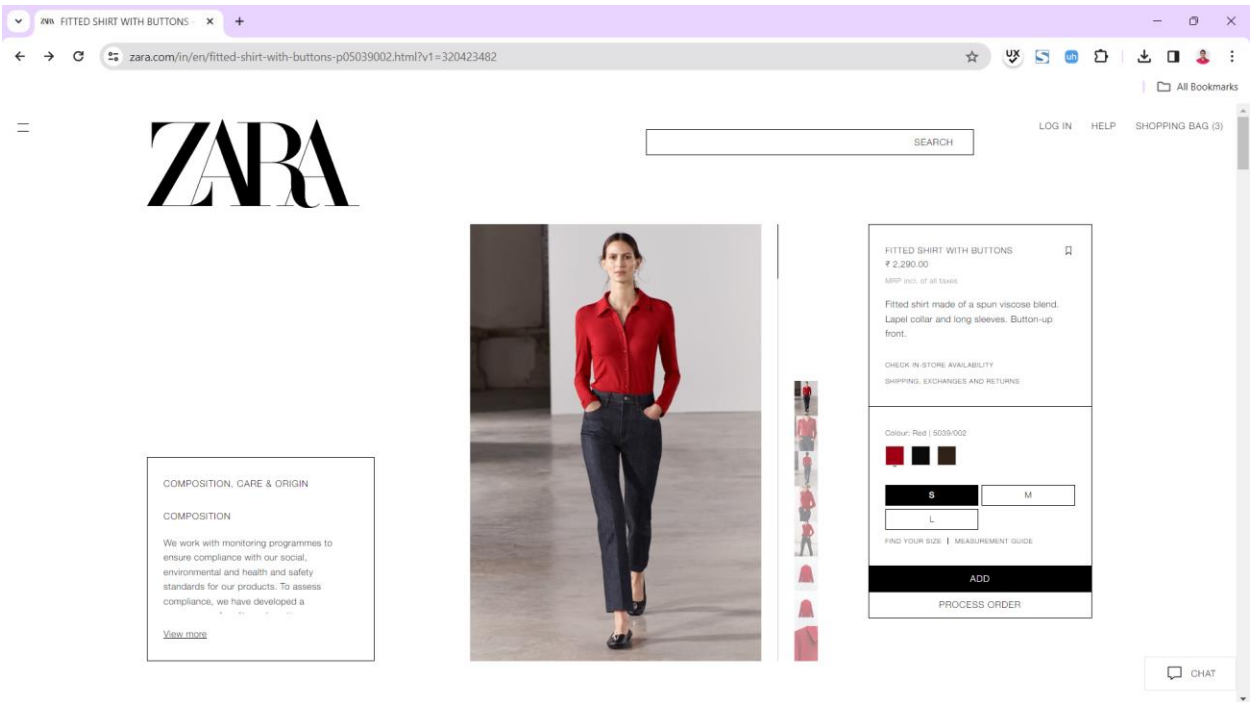 ZARA FITTED SHIRT WITH BUTTONS -
zara.com/in/en/fitted-shirt-with-buttons-p05039002.html?v1=320423482
UX
S
uh
All Bookmarks
ZARA
SEARCH
LOG IN HELP SHOPPING BAG (3)
FITTED SHIRT WITH BUTTONS
₹ 2,290.00
MRP incl. of all taxes
Fitted shirt made of a spun viscose blend.
Lapel collar and long sleeves. Button-up
front.
CHECK IN-STORE AVAILABILITY
SHIPPING, EXCHANGES AND RETURNS
Colour: Red | 5039/002
S M
L
FIND YOUR SIZE | MEASUREMENT GUIDE
ADD
PROCESS ORDER
COMPOSITION, CARE & ORIGIN
COMPOSITION
We work with monitoring programmes to
ensure compliance with our social,
environmental and health and safety
standards for our products. To assess
compliance, we have developed a
View more
CHAT